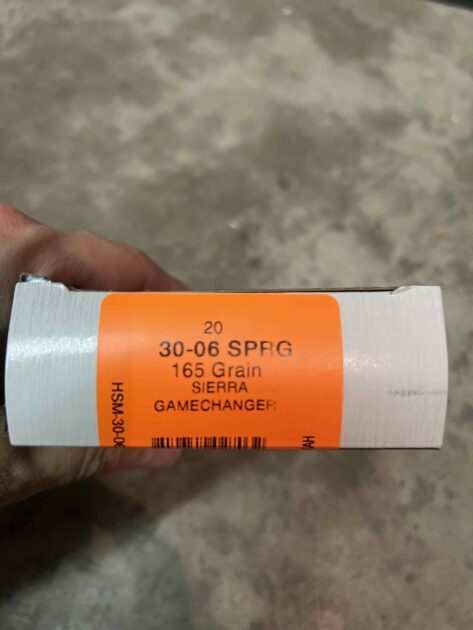 20
30-06 SPRG
165 Grain
SIERRA
GAMECHANGER